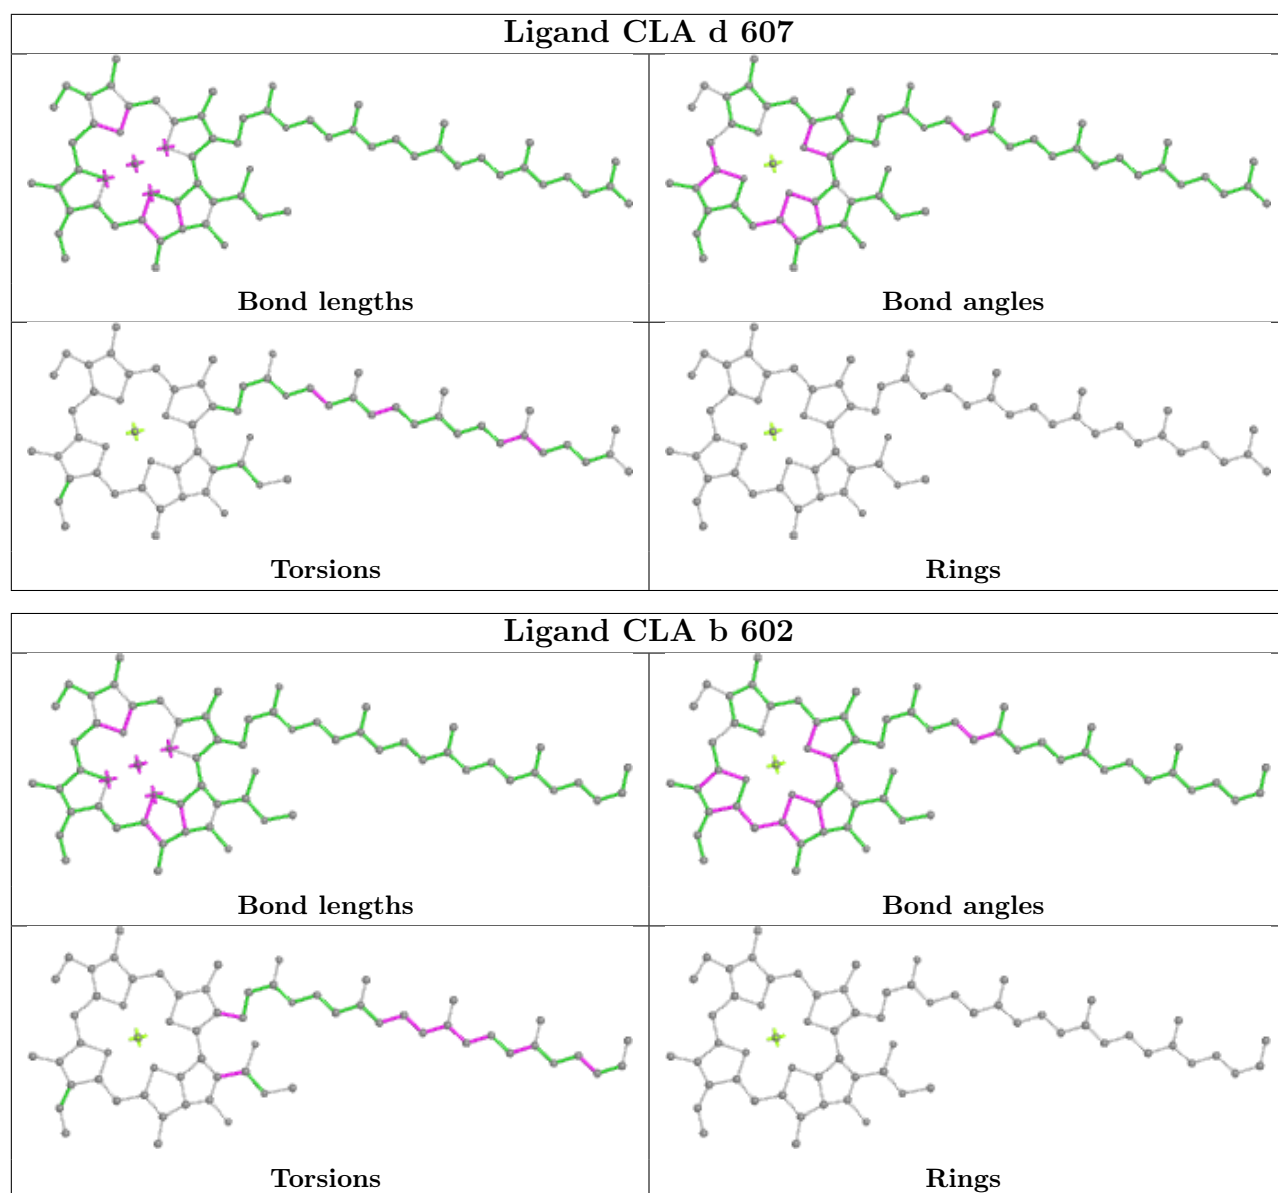 Ligand CLA d 607
Bond lengths
Bond angles
Torsions
Rings
Ligand CLA b 602
Bond lengths
Bond angles
Torsions
Rings